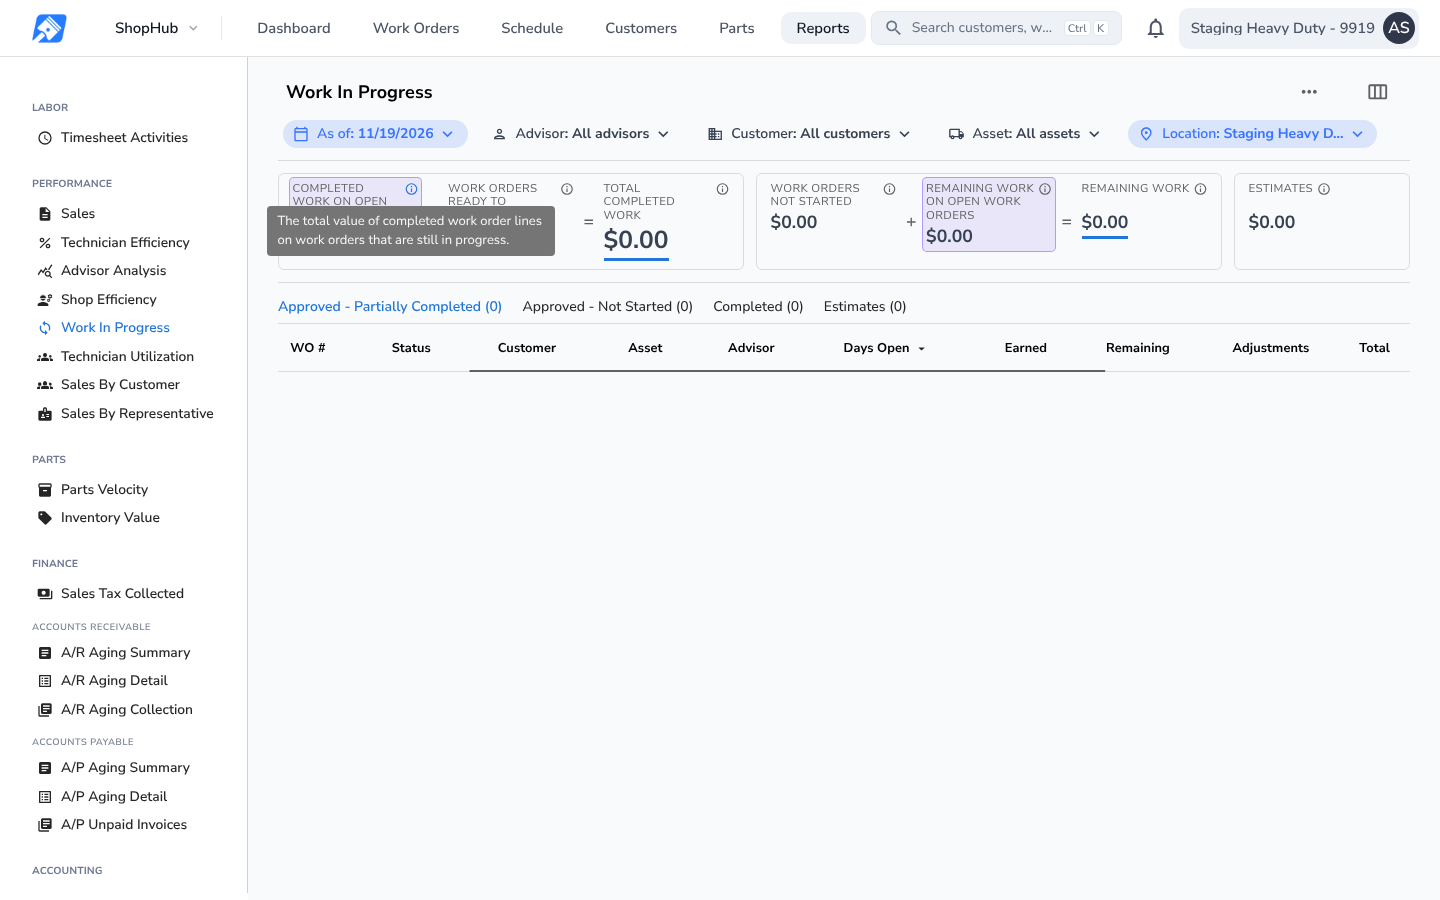 ShopHub
Dashboard
Work Orders
Schedule
Customers
Parts
Reports
Search customers, w...
Ctrl
K
Staging Heavy Duty - 9919
AS
LABOR
Timesheet Activities
PERFORMANCE
Sales
Technician Efficiency
Advisor Analysis
Shop Efficiency
Work In Progress
Technician Utilization
Sales By Customer
Sales By Representative
PARTS
Parts Velocity
Inventory Value
FINANCE
Sales Tax Collected
ACCOUNTS RECEIVABLE
A/R Aging Summary
A/R Aging Detail
A/R Aging Collection
ACCOUNTS PAYABLE
A/P Aging Summary
A/P Aging Detail
A/P Unpaid Invoices
ACCOUNTING
Work In Progress
As of: 11/19/2026
Advisor: All advisors
Customer: All customers
Asset: All assets
Location: Staging Heavy D...
COMPLETED
WORK ON OPEN
WORK ORDERS
READY TO
The total value of completed work order lines
on work orders that are still in progress.
=
TOTAL
COMPLETED
WORK
$0.00
WORK ORDERS
NOT STARTED
$0.00
+
REMAINING WORK
ON OPEN WORK
ORDERS
$0.00
=
REMAINING WORK
$0.00
ESTIMATES
$0.00
Approved - Partially Completed (0)
Approved - Not Started (0)
Completed (0)
Estimates (0)
WO #
Status
Customer
Asset
Advisor
Days Open
Earned
Remaining
Adjustments
Total